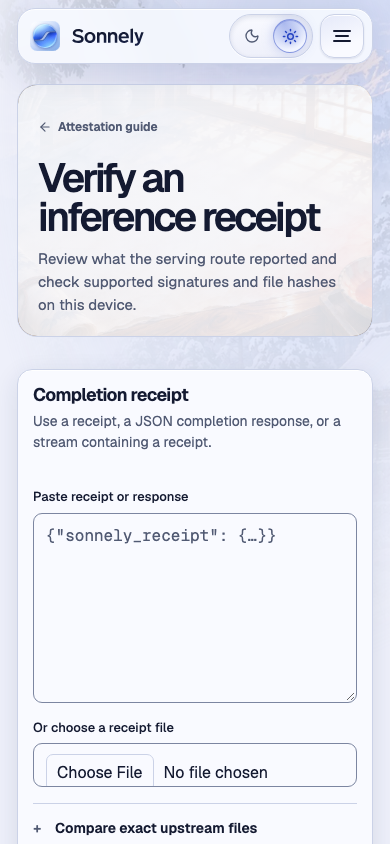 Sonnely
← Attestation guide
Verify an
inference receipt
Review what the serving route reported and
check supported signatures and file hashes
on this device.
Completion receipt
Use a receipt, a JSON completion response, or a
stream containing a receipt.
Paste receipt or response
{"sonnely_receipt": {…}}
Or choose a receipt file
Choose File No file chosen
+ Compare exact upstream files